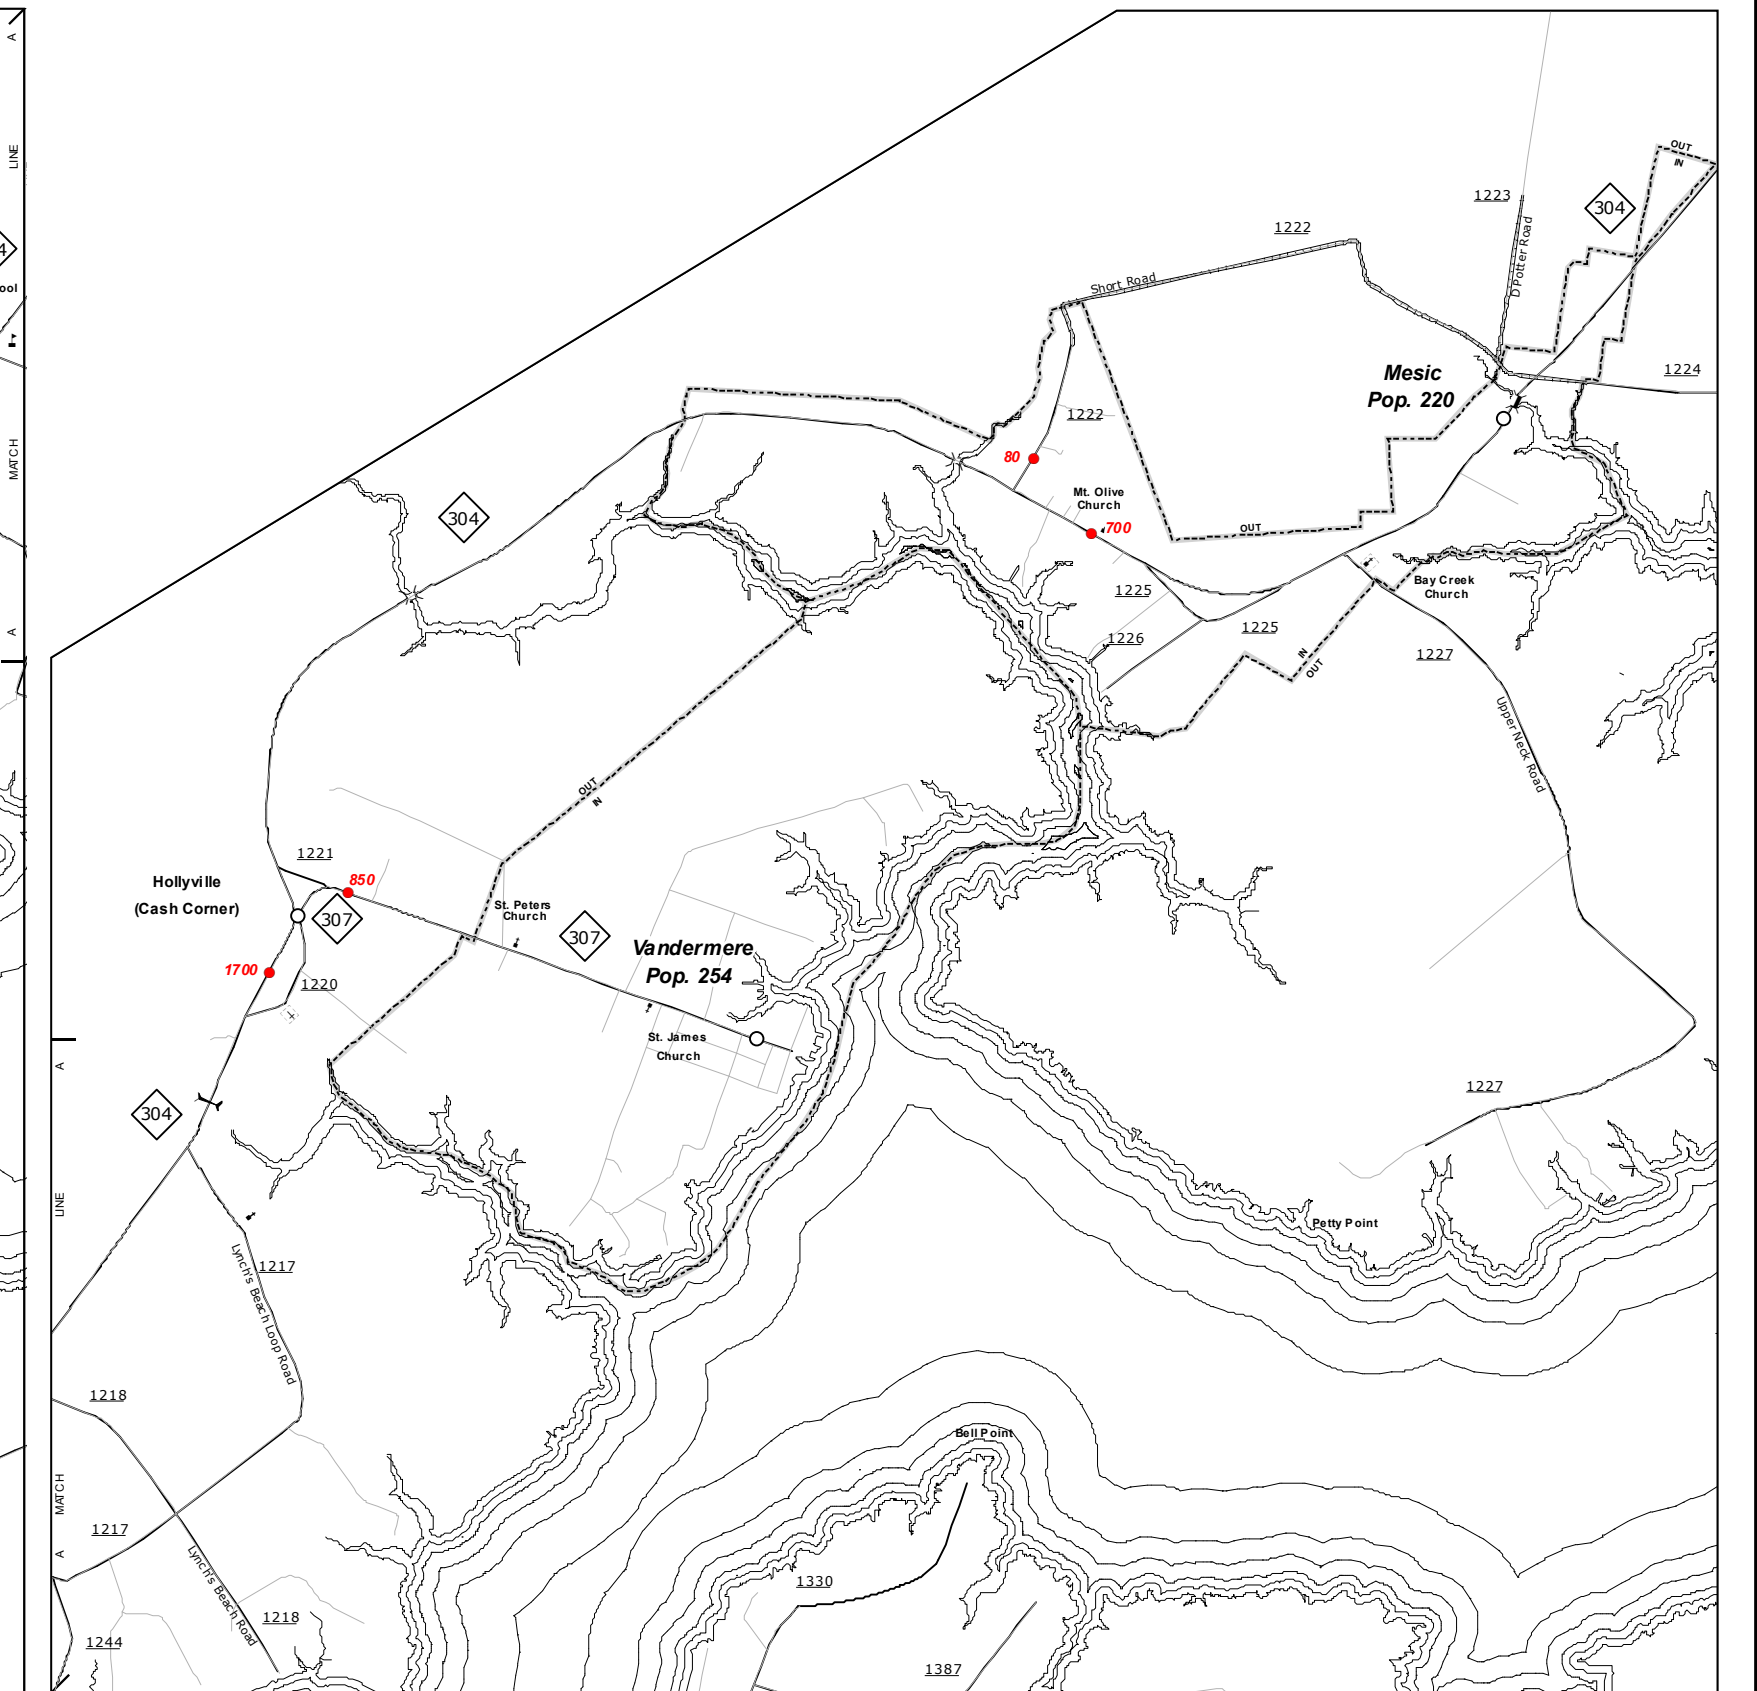 A
LINE
MATCH
A
4
ool
OUT
IN
1223
304
1222
D Potter Road
Short Road
Mesic
Pop. 220
1224
1222
80
304
Mt. Olive
Church
700
OUT
Bay Creek
Church
1225
1225
1226
1227
IN
OUT
Upper Neck Road
OUT
IN
1221
850
Hollyville
(Cash Corner)
307
St. Peters
Church
307
Vandermere
Pop. 254
1700
1220
St. James
Church
A
304
1227
LINE
Petty Point
1217
Lynch's Beach Loop Road
1218
Bell Point
MATCH
1217
A
Lynch's Beach Road
1330
1218
1244
1387